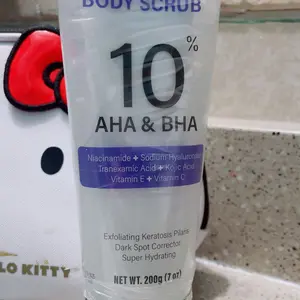 BODY SCRUB
10%
AHA & BHA
Niacinamide + Sodium Hyaluronate
Tranexamic Acid + Kojic Acid
Vitamin E + Vitamin C
Exfoliating Keratosis Pilaris
Dark Spot Corrector
Super Hydrating
NET WT. 200g (7 oz)
LO KITTY